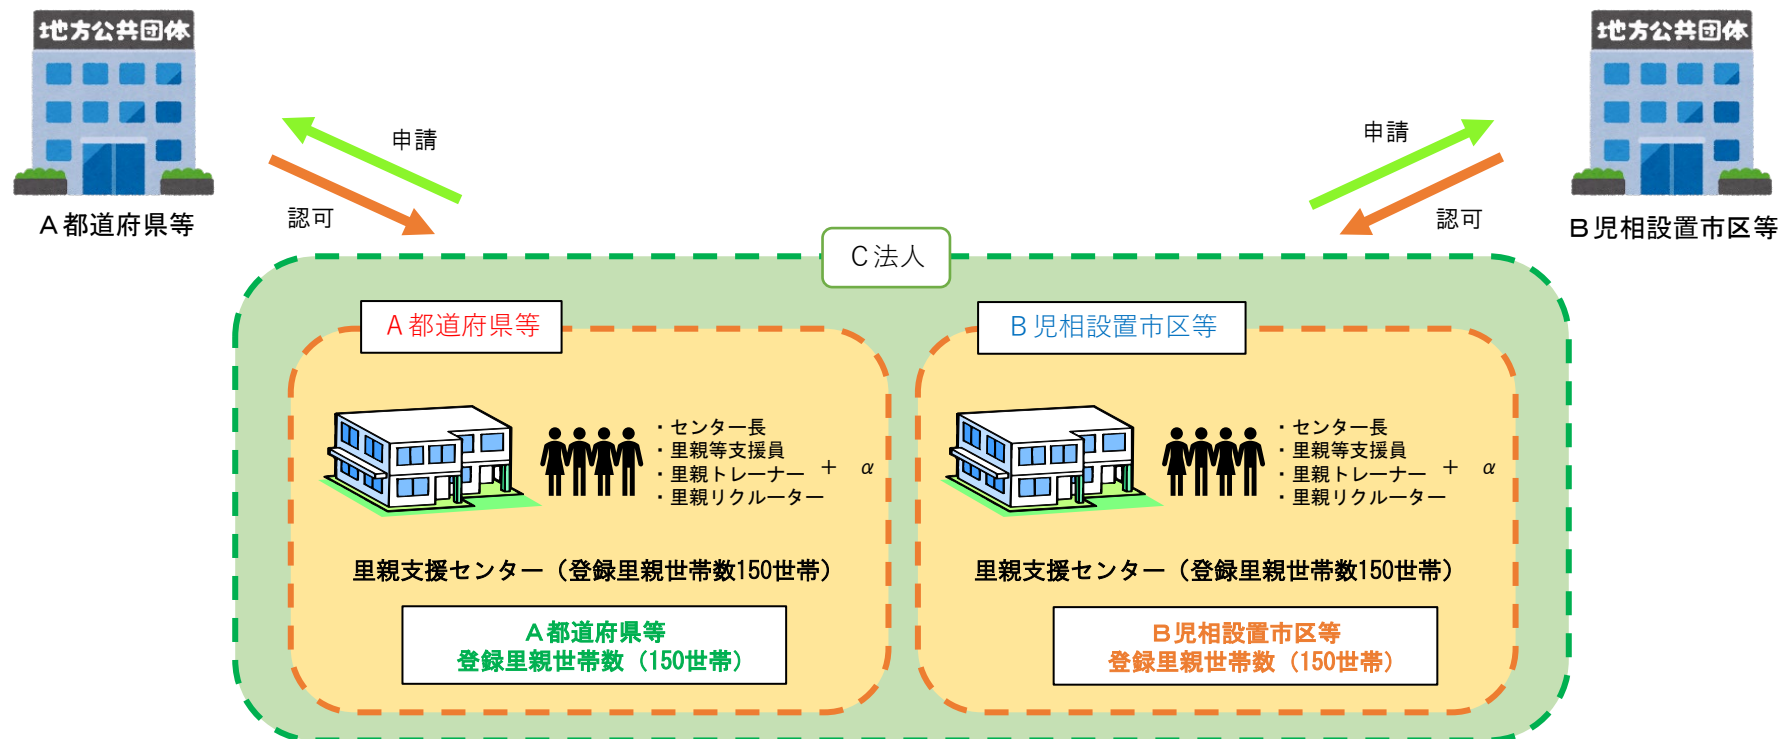 地方公共団体
地方公共団体
申請
申請
認可
認可
A都道府県等
B児相設置市区等
C法人
A都道府県等
・センター長
・里親等支援員
・里親トレーナー
・里親リクルーター
+ α
里親支援センター（登録里親世帯数150世帯）
A都道府県等
登録里親世帯数（150世帯）
B児相設置市区等
・センター長
・里親等支援員
・里親トレーナー
・里親リクルーター
+ α
里親支援センター（登録里親世帯数150世帯）
B児相設置市区等
登録里親世帯数（150世帯）